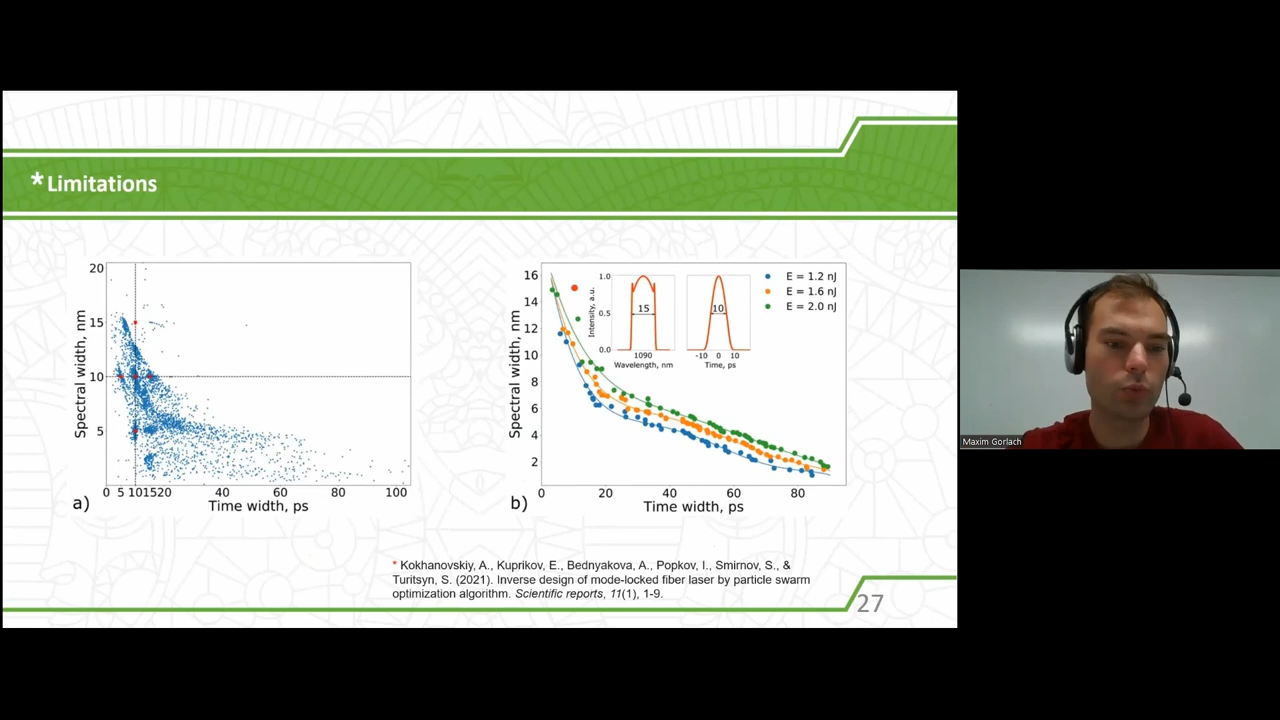 * Limitations
20
15
10
5
Spectral width, nm
0 5 10 15 20 40 60 80 100
Time width, ps
a)
16
14
12
10
8
6
4
2
Spectral width, nm
0 20 40 60 80
Time width, ps
b)
1.0
0.5
0.0
Intensity, a.u.
15
1090
Wavelength, nm
10
-10 0 10
Time, ps
E = 1.2 nJ
E = 1.6 nJ
E = 2.0 nJ
* Kokhanovskiy, A., Kuprikov, E., Bednyakova, A., Popkov, I., Smirnov, S., &
Turitsyn, S. (2021). Inverse design of mode-locked fiber laser by particle swarm
optimization algorithm. Scientific reports, 11(1), 1-9.
27
Maxim Gorlach